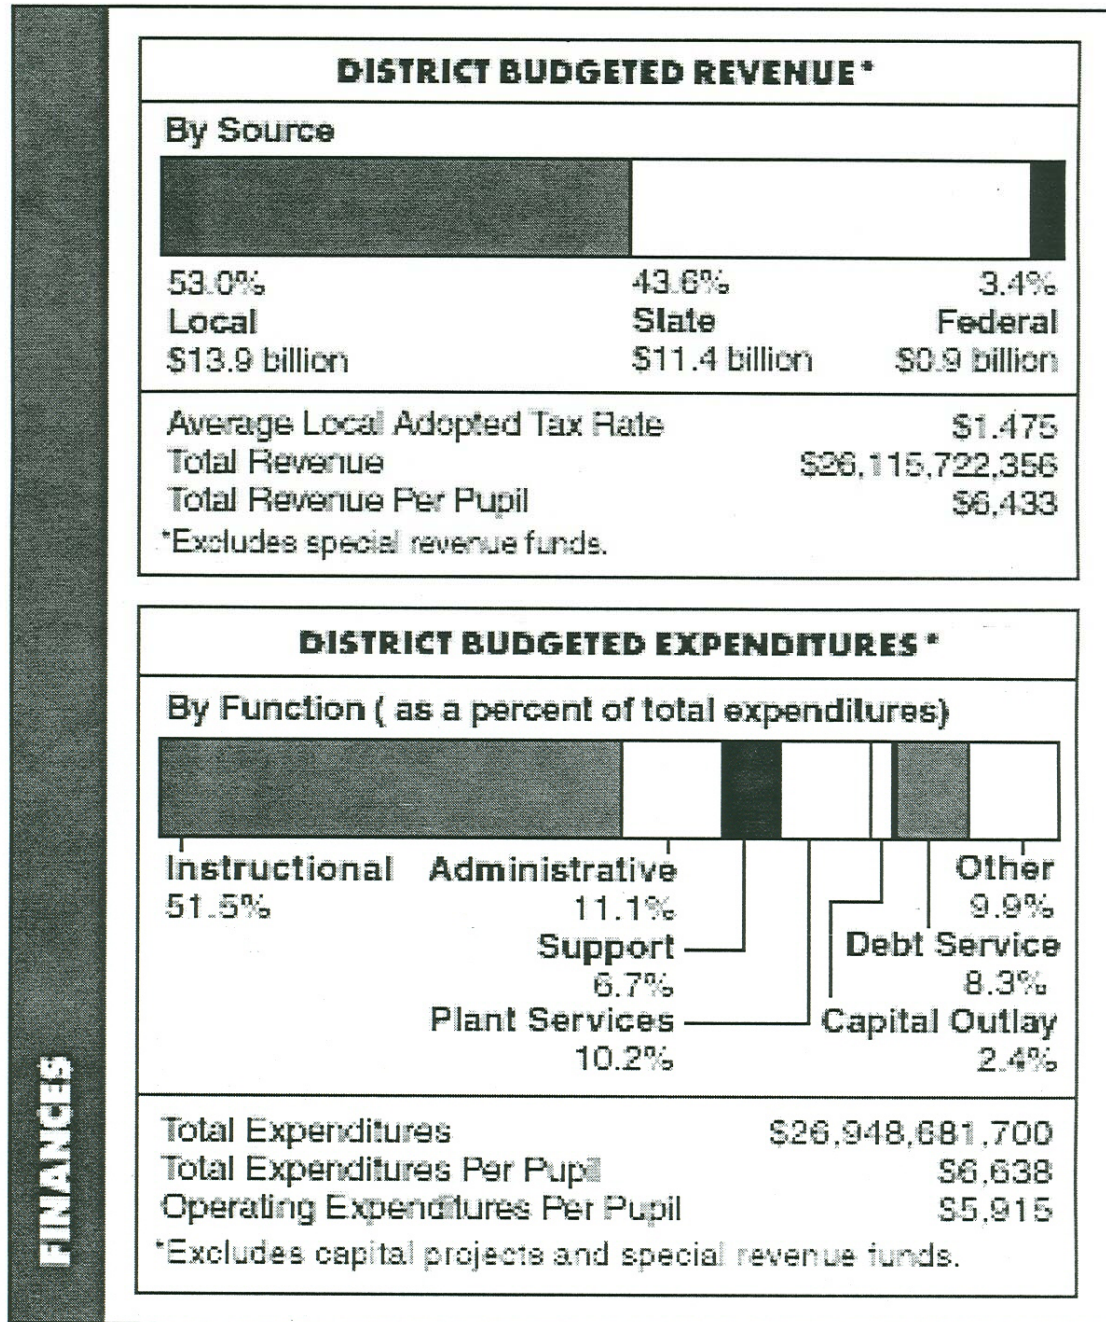 DISTRICT BUDGETED REVENUE*
By Source
53.0% 43.6% 3.4%
Local State Federal
$13.9 billion $11.4 billion $0.9 billion
Average Local Adopted Tax Rate $1.475
Total Revenue $26,115,722,356
Total Revenue Per Pupil $6,433
*Excludes special revenue funds.
DISTRICT BUDGETED EXPENDITURES*
By Function ( as a percent of total expenditures)
Instructional Administrative Other
51.5% 11.1% 9.9%
Support Debt Service
6.7% 8.3%
Plant Services Capital Outlay
10.2% 2.4%
Total Expenditures $26,948,681,700
Total Expenditures Per Pupil $6,638
Operating Expenditures Per Pupil $5,915
*Excludes capital projects and special revenue funds.
FINANCES